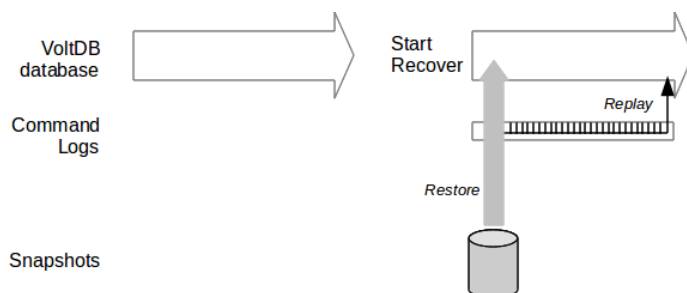 VoltDB
database
Start
Recover
Replay
Command
Logs
Restore
Snapshots